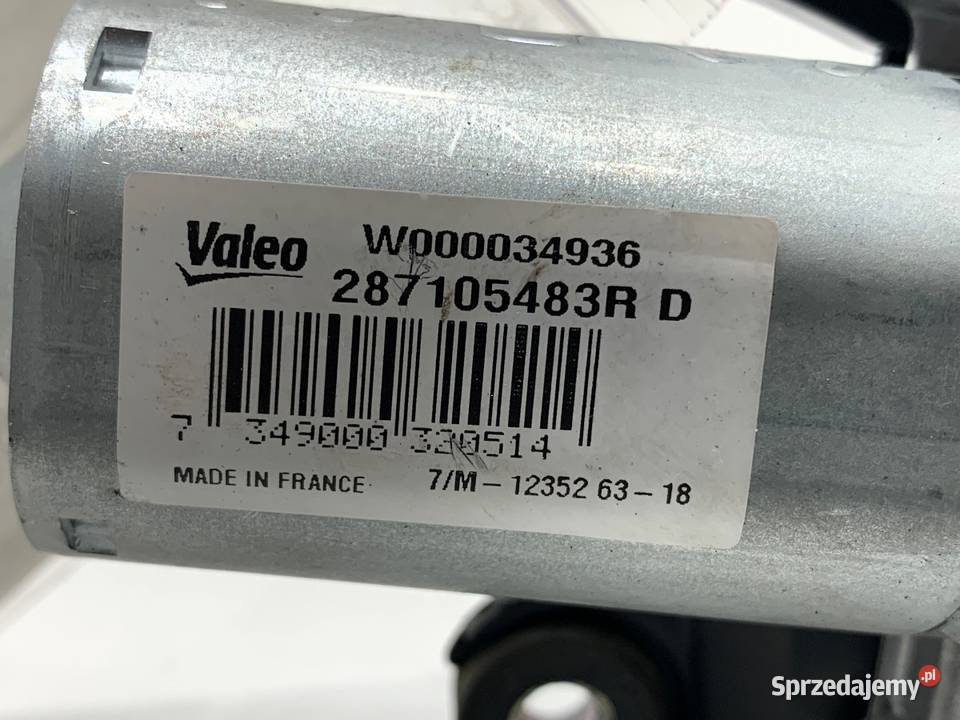 Valeo W000034936
287105483R D
7 349000 320514
MADE IN FRANCE 7/M-12352 63-18
Sprzedajemy.pl